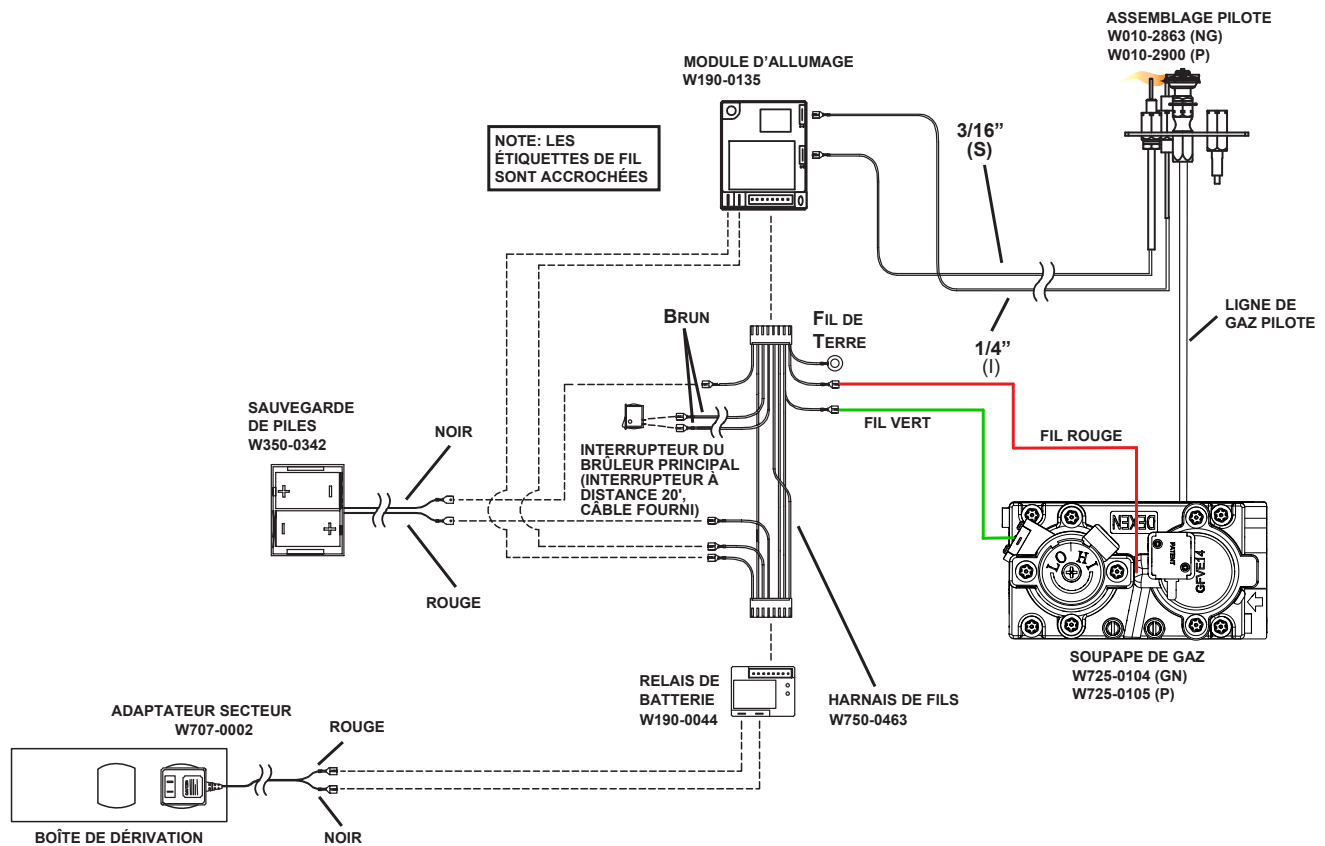 ASSEMBLAGE PILOTE
W010-2863 (NG)
W010-2900 (P)
MODULE D'ALLUMAGE
W190-0135
NOTE: LES
ÉTIQUETTES DE FIL
SONT ACCROCHÉES
3/16"
(S)
LIGNE DE
GAZ PILOTE
BRUN
FIL DE
TERRE
1/4"
(I)
SAUVEGARDE
DE PILES
W350-0342
NOIR
FIL VERT
FIL ROUGE
INTERRUPTEUR DU
BRÛLEUR PRINCIPAL
(INTERRUPTEUR À
DISTANCE 20',
CÂBLE FOURNI)
+ -
- +
DEXEN
LO HI
PATENT
GFVE14
ROUGE
SOUPAPE DE GAZ
W725-0104 (GN)
W725-0105 (P)
RELAIS DE
BATTERIE
W190-0044
HARNAIS DE FILS
W750-0463
ADAPTATEUR SECTEUR
W707-0002
ROUGE
BOÎTE DE DÉRIVATION
NOIR